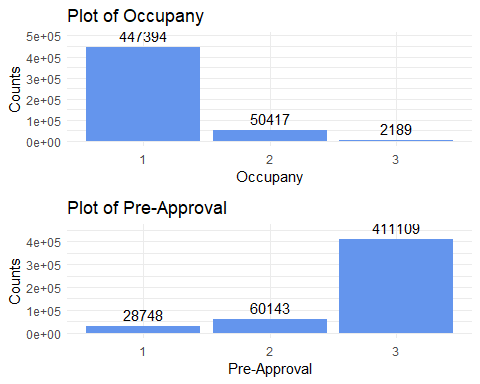 Plot of Occupany
5e+05
4e+05
3e+05
2e+05
1e+05
0e+00
Counts
447394
50417
2189
1
2
3
Occupany
Plot of Pre-Approval
4e+05
3e+05
2e+05
1e+05
0e+00
Counts
28748
60143
411109
1
2
3
Pre-Approval